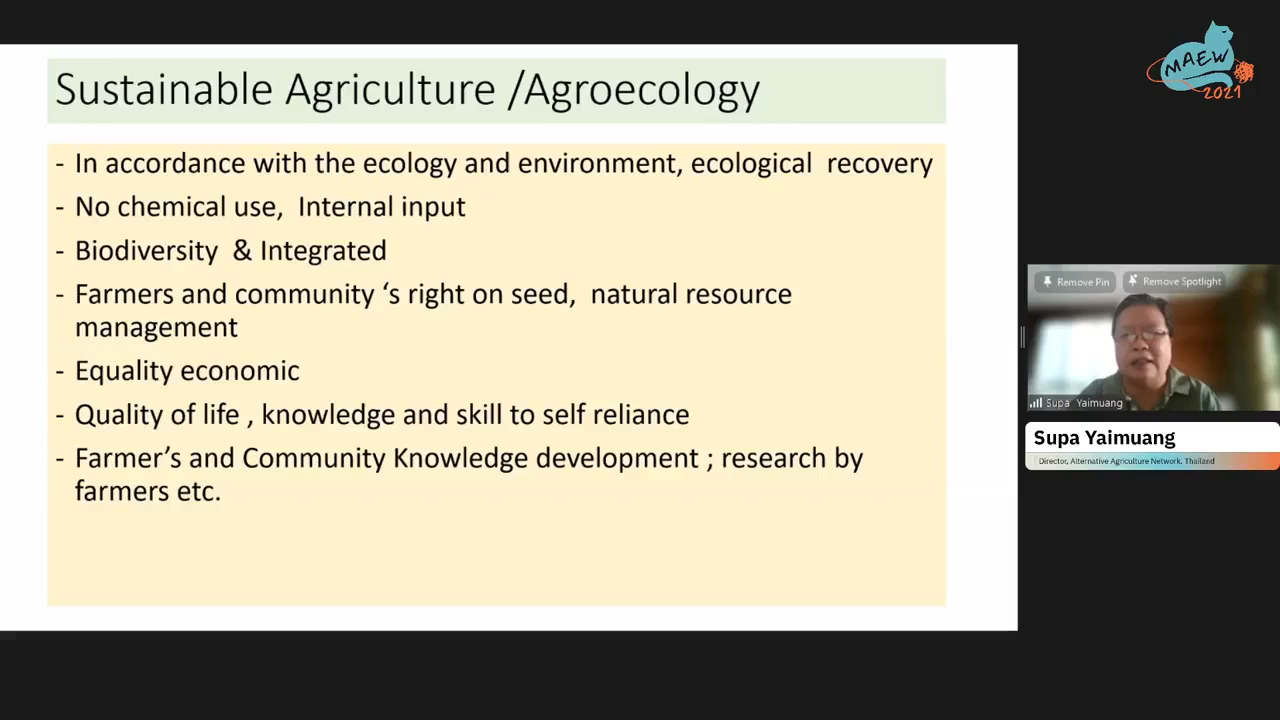 MAEW
2021
Sustainable Agriculture /Agroecology
- In accordance with the ecology and environment, ecological recovery
- No chemical use, Internal input
- Biodiversity & Integrated
- Farmers and community ‘s right on seed, natural resource
management
- Equality economic
- Quality of life , knowledge and skill to self reliance
- Farmer’s and Community Knowledge development ; research by
farmers etc.
Remove Pin
Remove Spotlight
Supa Yaimuang
Supa Yaimuang
Director, Alternative Agriculture Network. Thailand